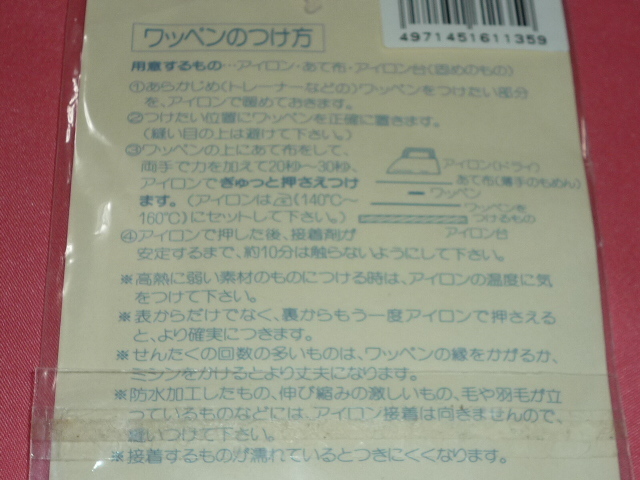 4971451611359
ワッペンのつけ方
用意するもの…アイロン・あて布・アイロン台(固めのもの)
①あらかじめ(トレーナーなどの)ワッペンをつけたい部分
を、アイロンで暖めておきます。
②つけたい位置にワッペンを正確に置きます。
(縫い目の上は避けて下さい。)
③ワッペンの上にあて布をして、
両手で力を加えて20秒〜30秒、
アイロンでぎゅっと押さえつけ
ます。(アイロンは中(140℃〜
160℃)にセットして下さい。)
アイロン(ドライ)
あて布(薄手のもめん)
ワッペン
ワッペンを
つけるもの
アイロン台
④アイロンで押した後、接着剤が
安定するまで、約10分は触らないようにして下さい。
※高熱に弱い素材のものにつける時は、アイロンの温度に気
をつけて下さい。
※表からだけでなく、裏からもう一度アイロンで押さえる
と、より確実につきます。
※せんたくの回数の多いものは、ワッペンの縁をかがるか、
ミシンをかけるとより丈夫になります。
※防水加工したもの、伸び縮みの激しいもの、毛や羽毛が立
っているものなどには、アイロン接着は向きませんので、
縫いつけて下さい。
※接着するものが濡れているとつきにくくなります。